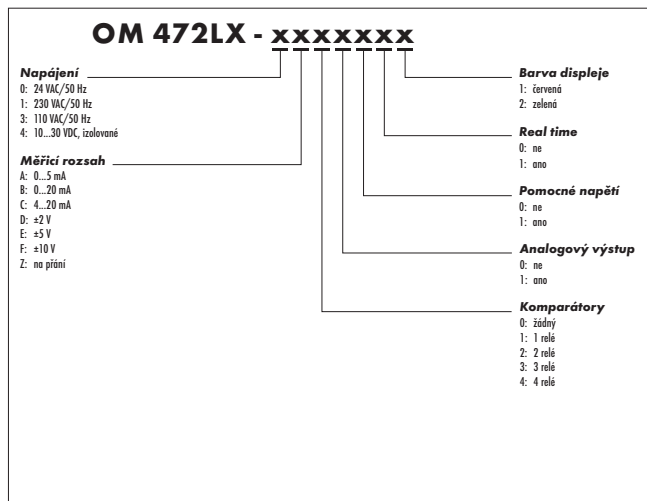 OM 472LX - xxxxxxx
Napájení
0: 24 VAC/50 Hz
1: 230 VAC/50 Hz
3: 110 VAC/50 Hz
4: 10...30 VDC, izolované
Měřicí rozsah
A: 0...5 mA
B: 0...20 mA
C: 4...20 mA
D: ±2 V
E: ±5 V
F: ±10 V
Z: na přání
Barva displeje
1: červená
2: zelená
Real time
0: ne
1: ano
Pomocné napětí
0: ne
1: ano
Analogový výstup
0: ne
1: ano
Komparátory
0: žádný
1: 1 relé
2: 2 relé
3: 3 relé
4: 4 relé